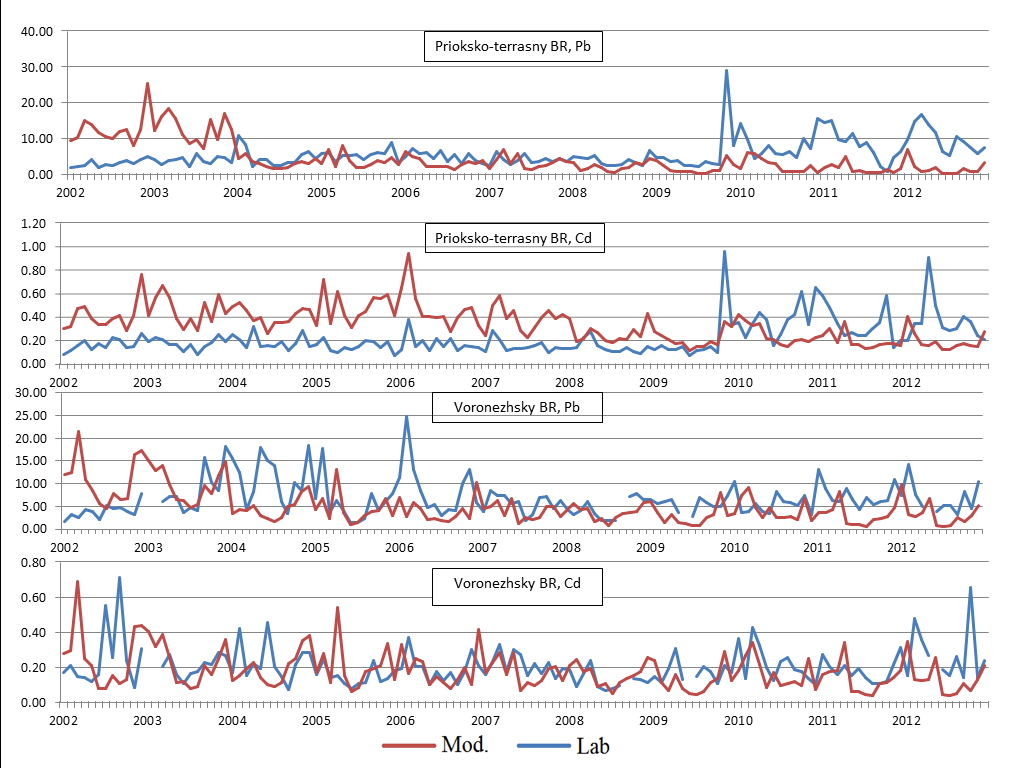 Prioksko-terrasny BR, Pb
40.00
30.00
20.00
10.00
0.00
2002 2003 2004 2005 2006 2007 2008 2009 2010 2011 2012
Prioksko-terrasny BR, Cd
1.20
1.00
0.80
0.60
0.40
0.20
0.00
2002 2003 2004 2005 2006 2007 2008 2009 2010 2011 2012
Voronezhsky BR, Pb
30.00
25.00
20.00
15.00
10.00
5.00
0.00
2002 2003 2004 2005 2006 2007 2008 2009 2010 2011 2012
Voronezhsky BR, Cd
0.80
0.60
0.40
0.20
0.00
2002 2003 2004 2005 2006 2007 2008 2009 2010 2011 2012
Mod. Lab